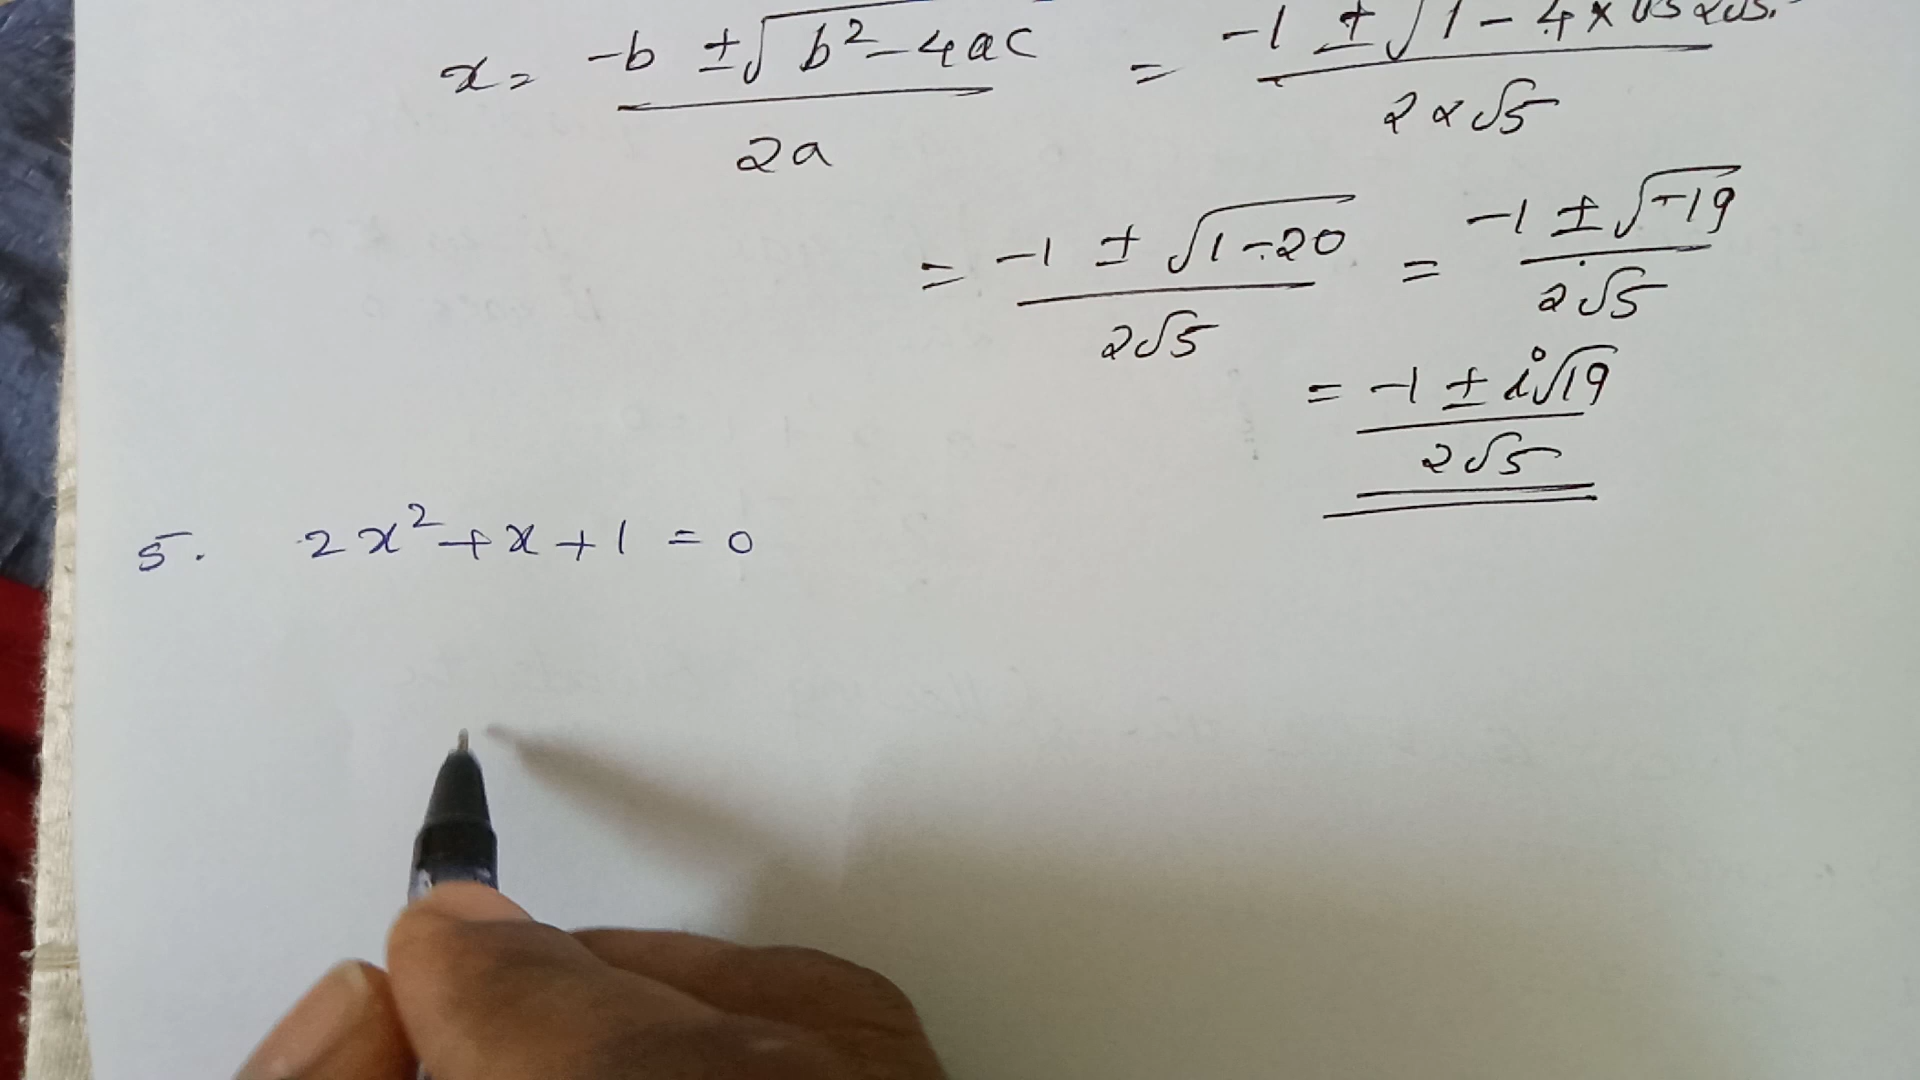 x = -b ± √b² - 4ac / 2a = -1 ± √1 - 4 × √5 × √5 / 2 × √5
= -1 ± √1 - 20 / 2√5 = -1 ± √-19 / 2√5
= -1 ± i√19 / 2√5
5. 2x² + x + 1 = 0